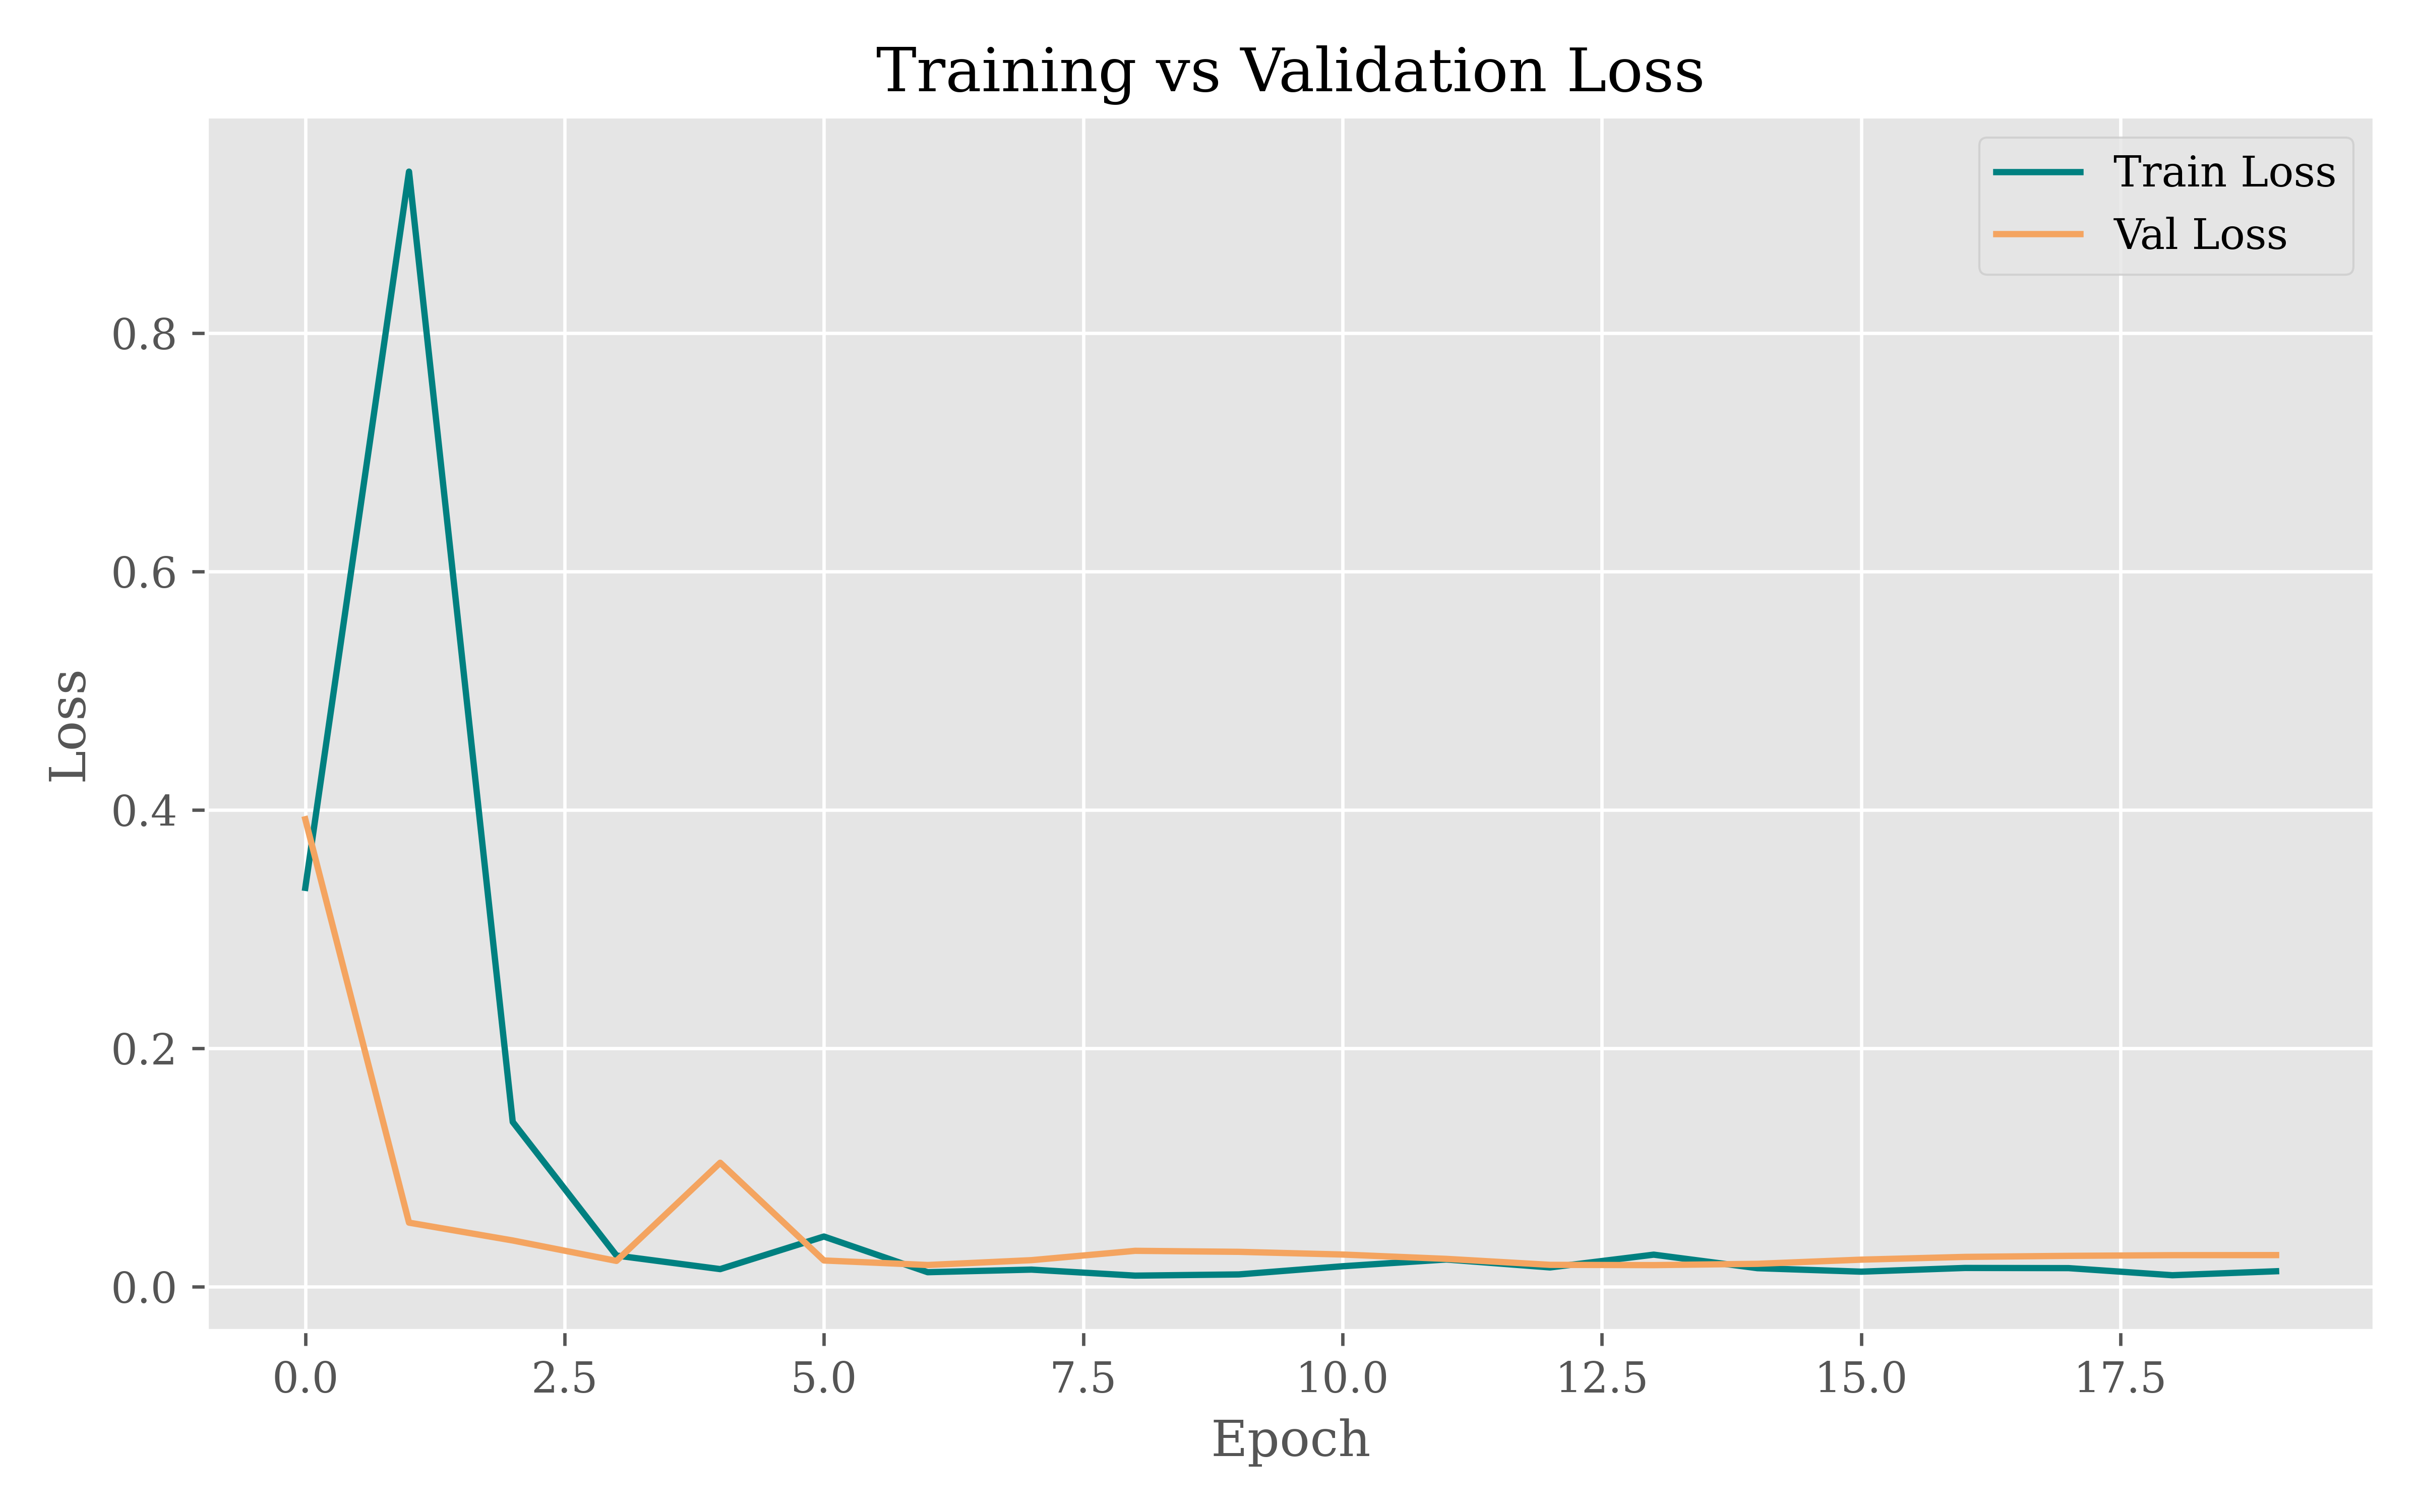 Training vs Validation Loss
Train Loss
Val Loss
0.8
0.6
0.4
0.2
0.0
Loss
0.0 2.5 5.0 7.5 10.0 12.5 15.0 17.5
Epoch